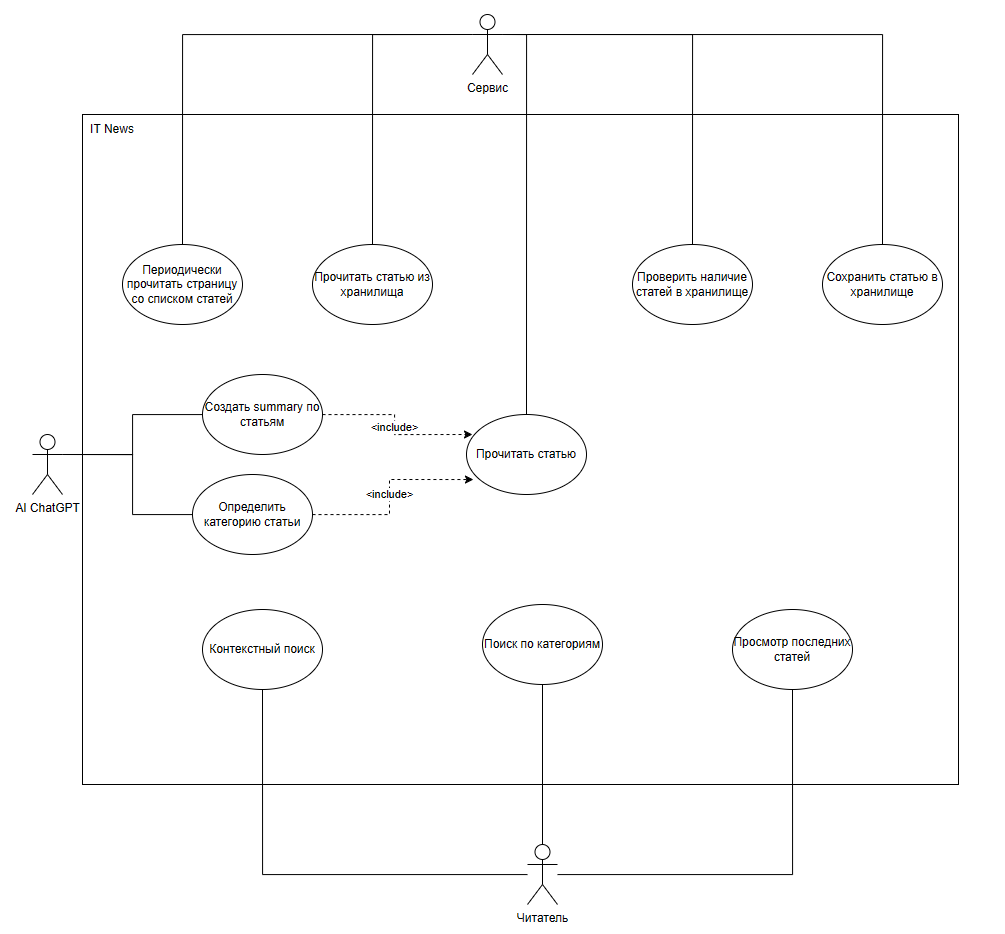 Сервис
IT News
Периодически
прочитать страницу
со списком статей
Прочитать статью из
хранилища
Проверить наличие
статей в хранилище
Сохранить статью в
хранилище
Создать summary по
статьям
<include>
Прочитать статью
AI ChatGPT
<include>
Определить
категорию статьи
Контекстный поиск
Поиск по категориям
Просмотр последних
статей
Читатель